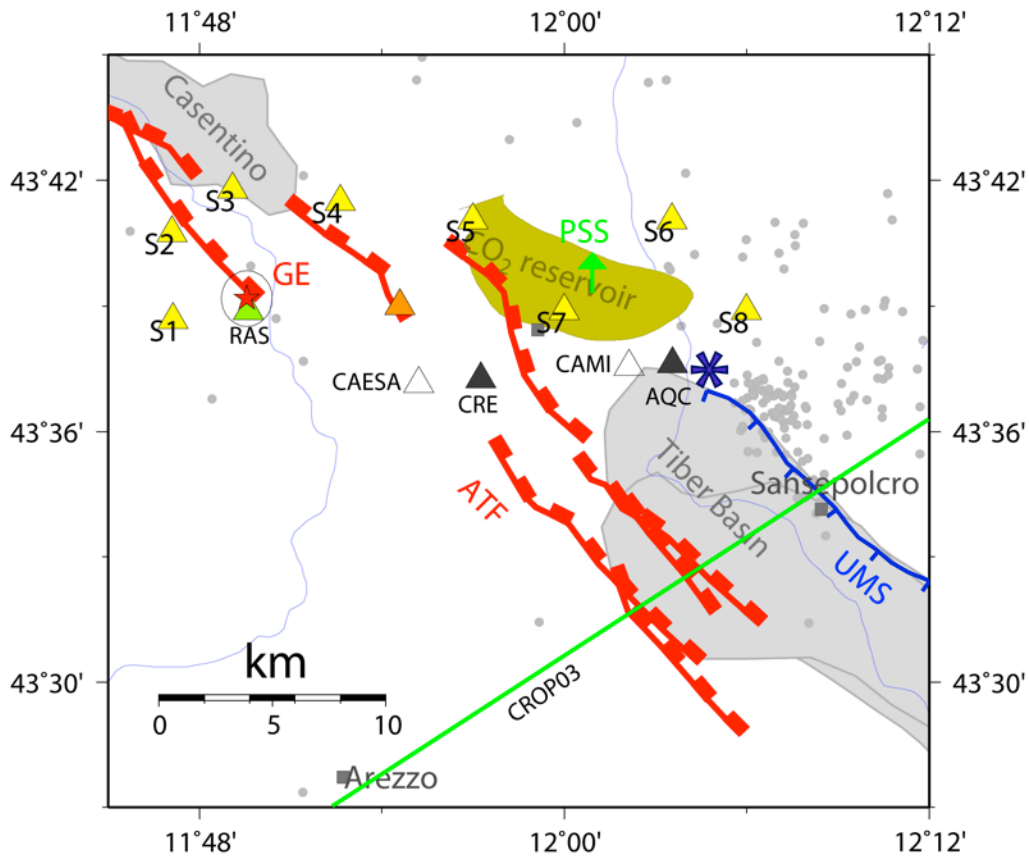 11°48'
12°00'
12°12'
43°42'
43°42'
Casentino
S3
S4
S2
S5
PSS
S6
GE
CO₂ reservoir
S1
RAS
S7
S8
CAESA
CRE
CAMI
AQC
43°36'
43°36'
ATF
Tiber Basin
Sansepolcro
UMS
km
0
5
10
CROP03
43°30'
43°30'
Arezzo
11°48'
12°00'
12°12'